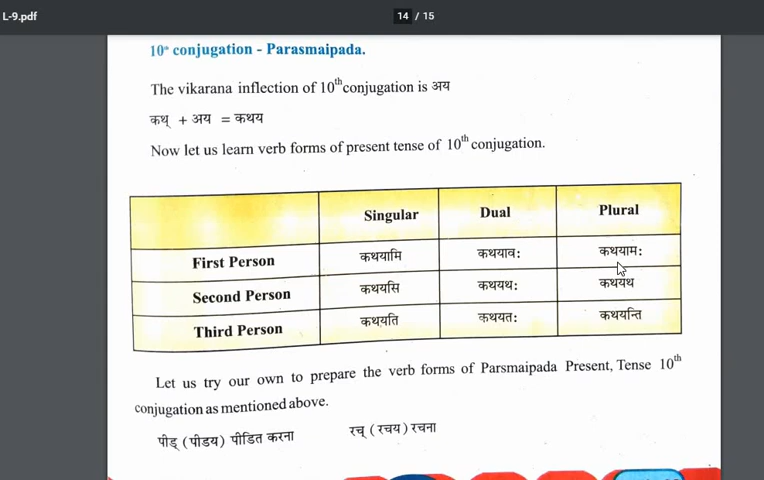 L-9.pdf
14 / 15
10th conjugation - Parasmaipada.
The vikarana inflection of 10th conjugation is अय
कथ् + अय = कथय
Now let us learn verb forms of present tense of 10th conjugation.
Singular Dual Plural
First Person कथयामि कथयाव: कथयाम:
Second Person कथयसि कथयथ: कथयथ
Third Person कथयति कथयत: कथयन्ति
Let us try our own to prepare the verb forms of Parsmaipada Present, Tense 10th
conjugation as mentioned above.
पीड् (पीडय) पीडित करना रच् (रचय) रचना